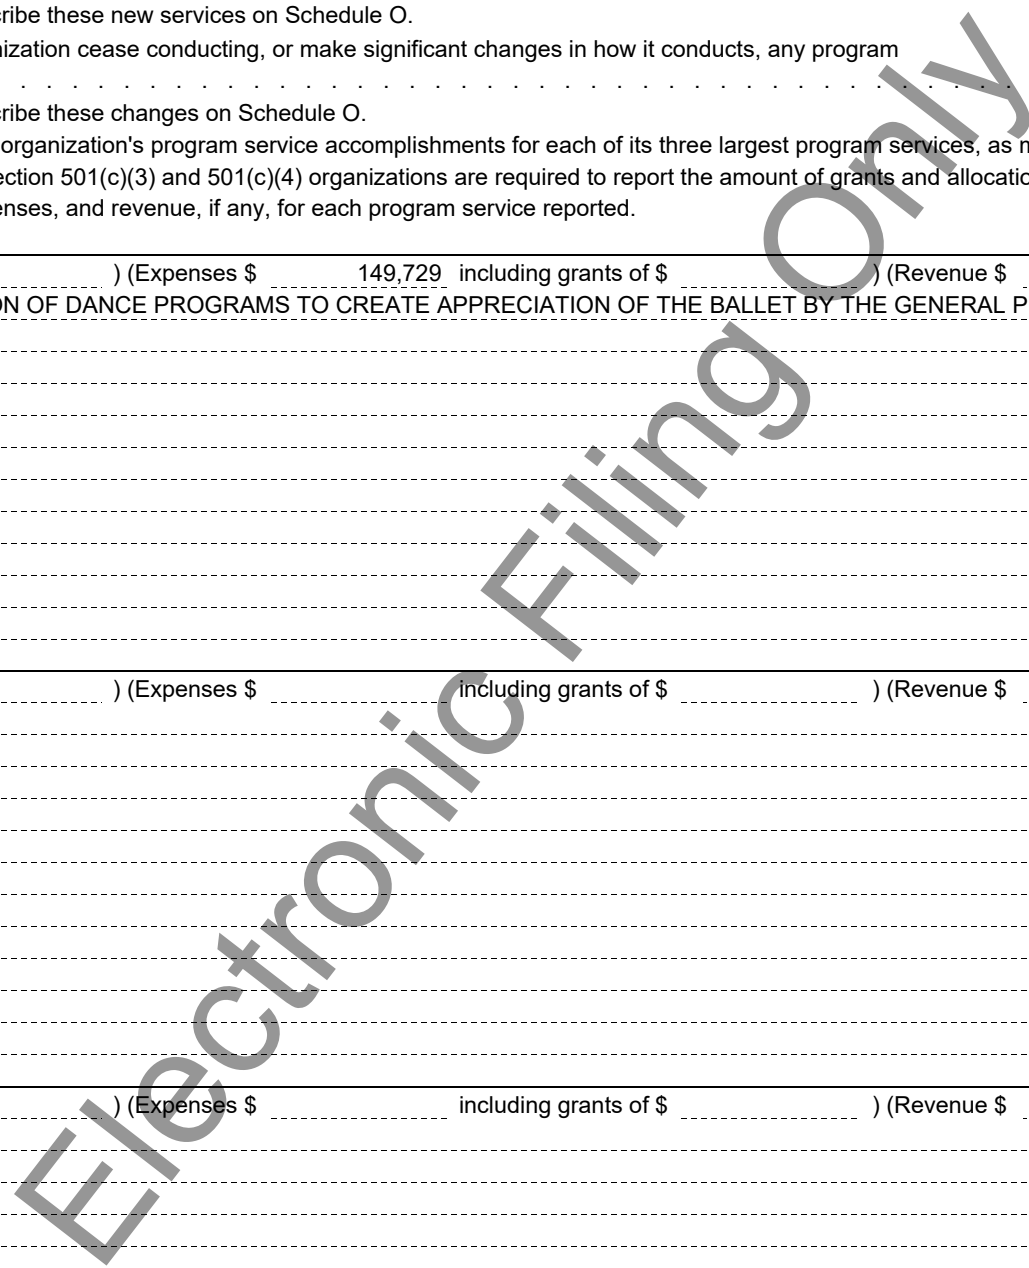 cribe these new services on Schedule O.
nization cease conducting, or make significant changes in how it conducts, any program
. . . . . . . . . . . . . . . . . . . . . . . . . . . . . . . . . . . . . . .
cribe these changes on Schedule O.
organization's program service accomplishments for each of its three largest program services, as m
ection 501(c)(3) and 501(c)(4) organizations are required to report the amount of grants and allocatio
enses, and revenue, if any, for each program service reported.
) (Expenses $ 149,729 including grants of $ ) (Revenue $
ON OF DANCE PROGRAMS TO CREATE APPRECIATION OF THE BALLET BY THE GENERAL P
) (Expenses $ including grants of $ ) (Revenue $
) (Expenses $ including grants of $ ) (Revenue $
Electronic Filing Only